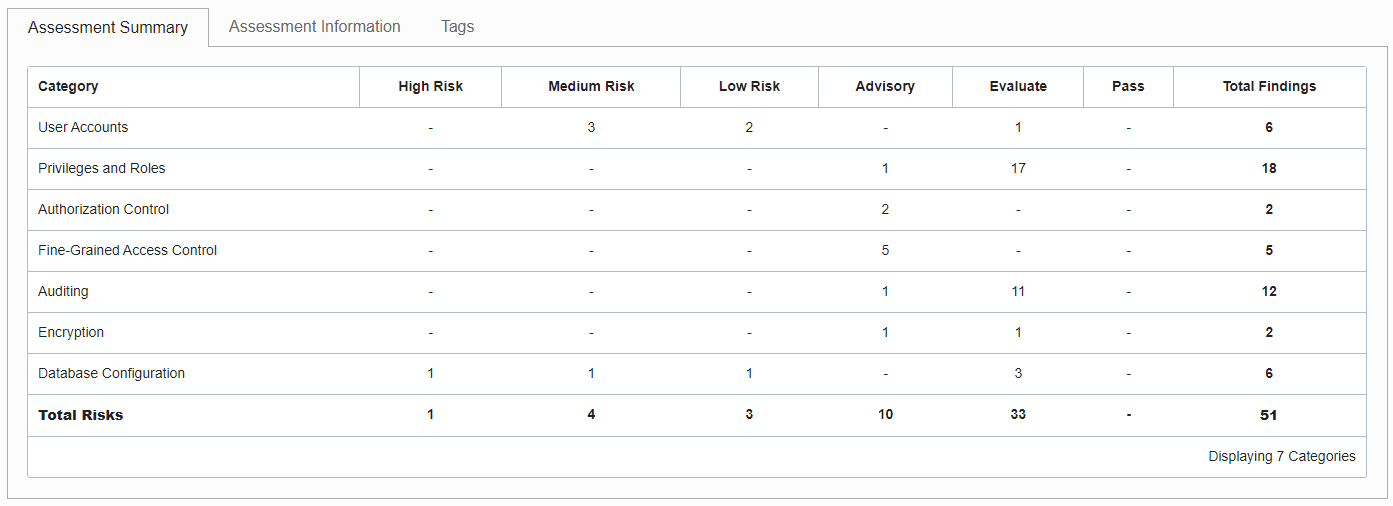 Assessment Summary Assessment Information Tags
Category High Risk Medium Risk Low Risk Advisory Evaluate Pass Total Findings
User Accounts - 3 2 - 1 - 6
Privileges and Roles - - - 1 17 - 18
Authorization Control - - - 2 - - 2
Fine-Grained Access Control - - - 5 - - 5
Auditing - - - 1 11 - 12
Encryption - - - 1 1 - 2
Database Configuration 1 1 1 - 3 - 6
Total Risks 1 4 3 10 33 - 51
Displaying 7 Categories